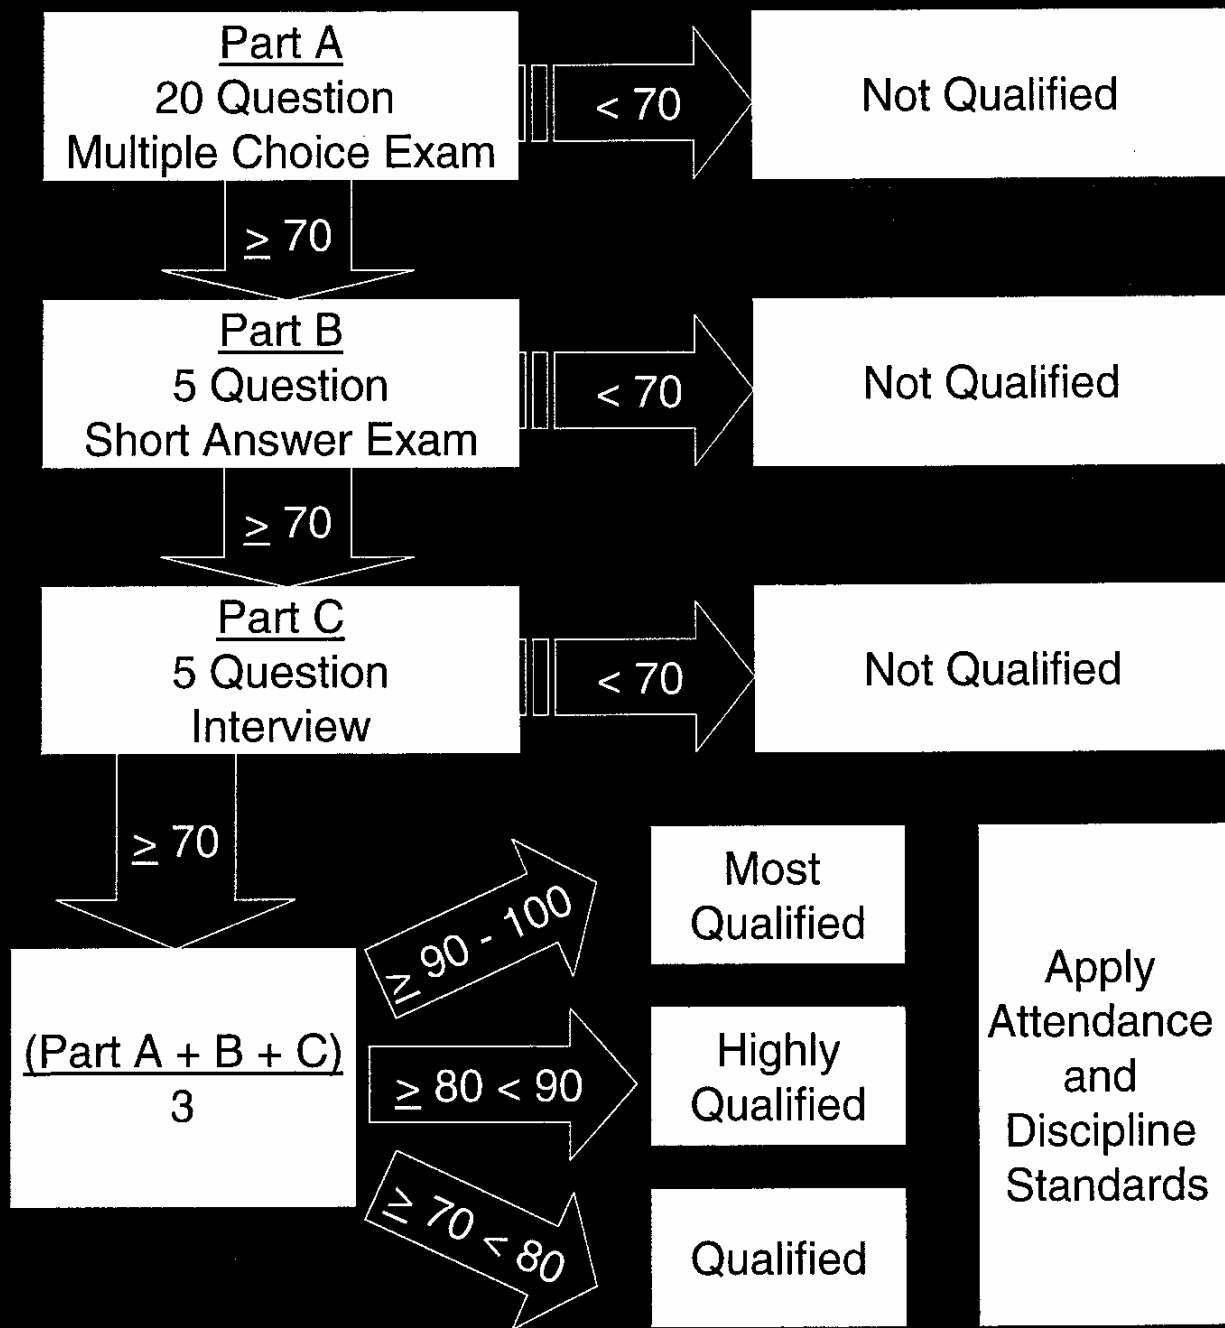 Part A
20 Question
Multiple Choice Exam
< 70
Not Qualified
≥ 70
Part B
5 Question
Short Answer Exam
< 70
Not Qualified
≥ 70
Part C
5 Question
Interview
< 70
Not Qualified
≥ 70
(Part A + B + C)
3
≥ 90 - 100
Most
Qualified
≥ 80 < 90
Highly
Qualified
≥ 70 < 80
Qualified
Apply
Attendance
and
Discipline
Standards